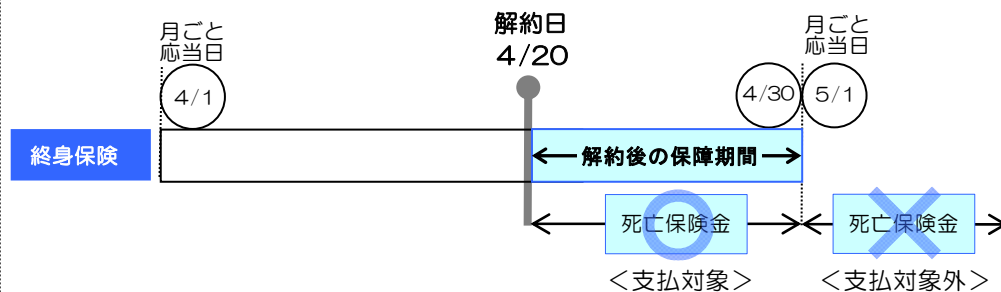 月ごと
応当日
解約日
4/20
月ごと
応当日
4/1
4/30
5/1
終身保険
解約後の保障期間
死亡保険金
死亡保険金
＜支払対象＞
＜支払対象外＞